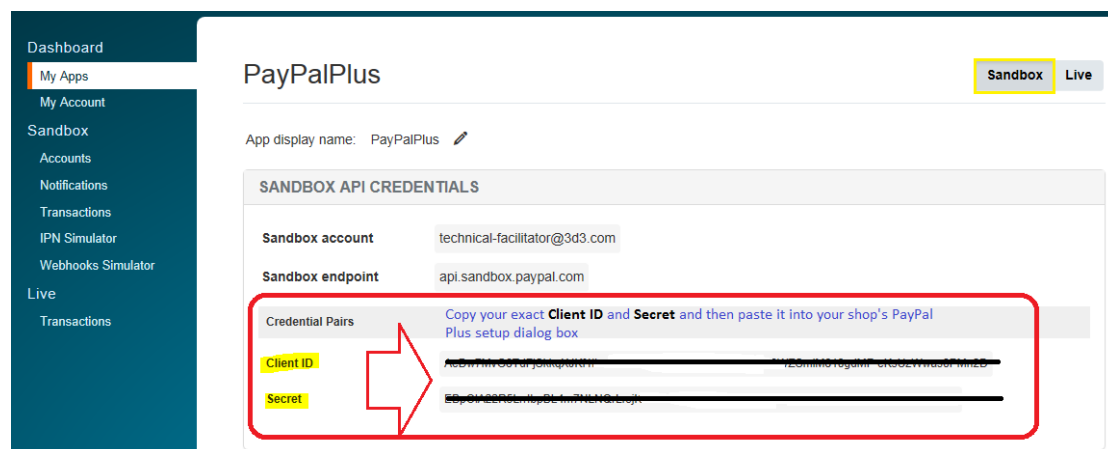 Dashboard
My Apps
My Account
Sandbox
Accounts
Notifications
Transactions
IPN Simulator
Webhooks Simulator
Live
Transactions
PayPalPlus
Sandbox Live
App display name: PayPalPlus
SANDBOX API CREDENTIALS
Sandbox account technical-facilitator@3d3.com
Sandbox endpoint api.sandbox.paypal.com
Credential Pairs Copy your exact Client ID and Secret and then paste it into your shop's PayPal
Plus setup dialog box
Client ID
Secret